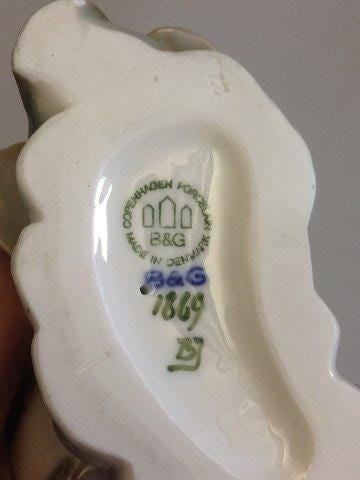 COPENHAGEN PORCELAIN
B&G
MADE IN DENMARK
B&G
1869